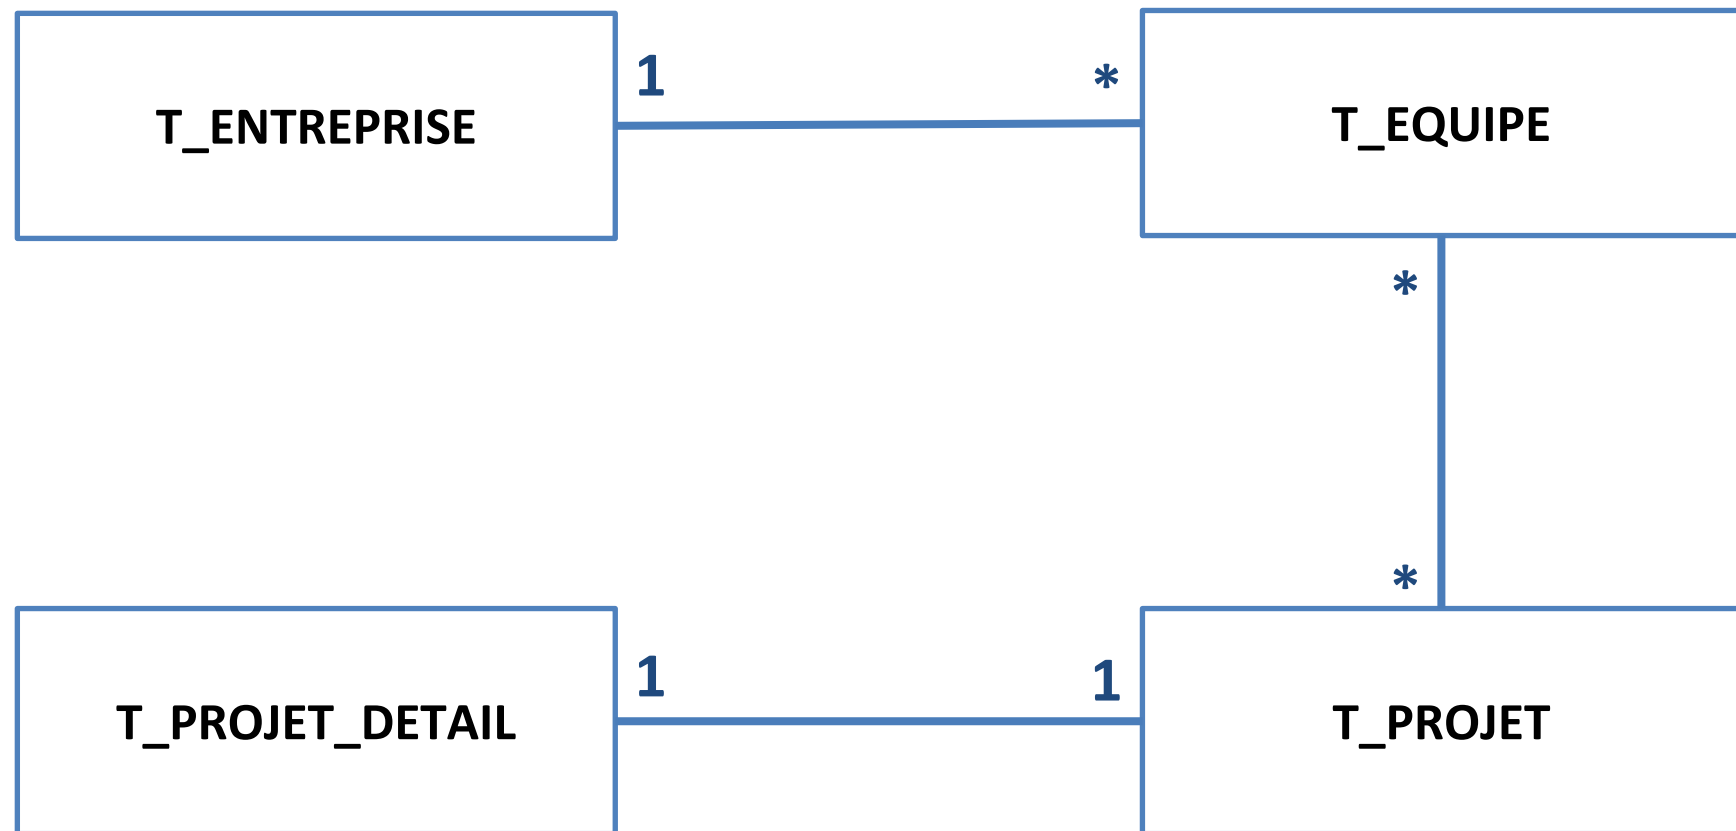 T_ENTREPRISE
1
*
T_EQUIPE
*
*
T_PROJET_DETAIL
1
1
T_PROJET